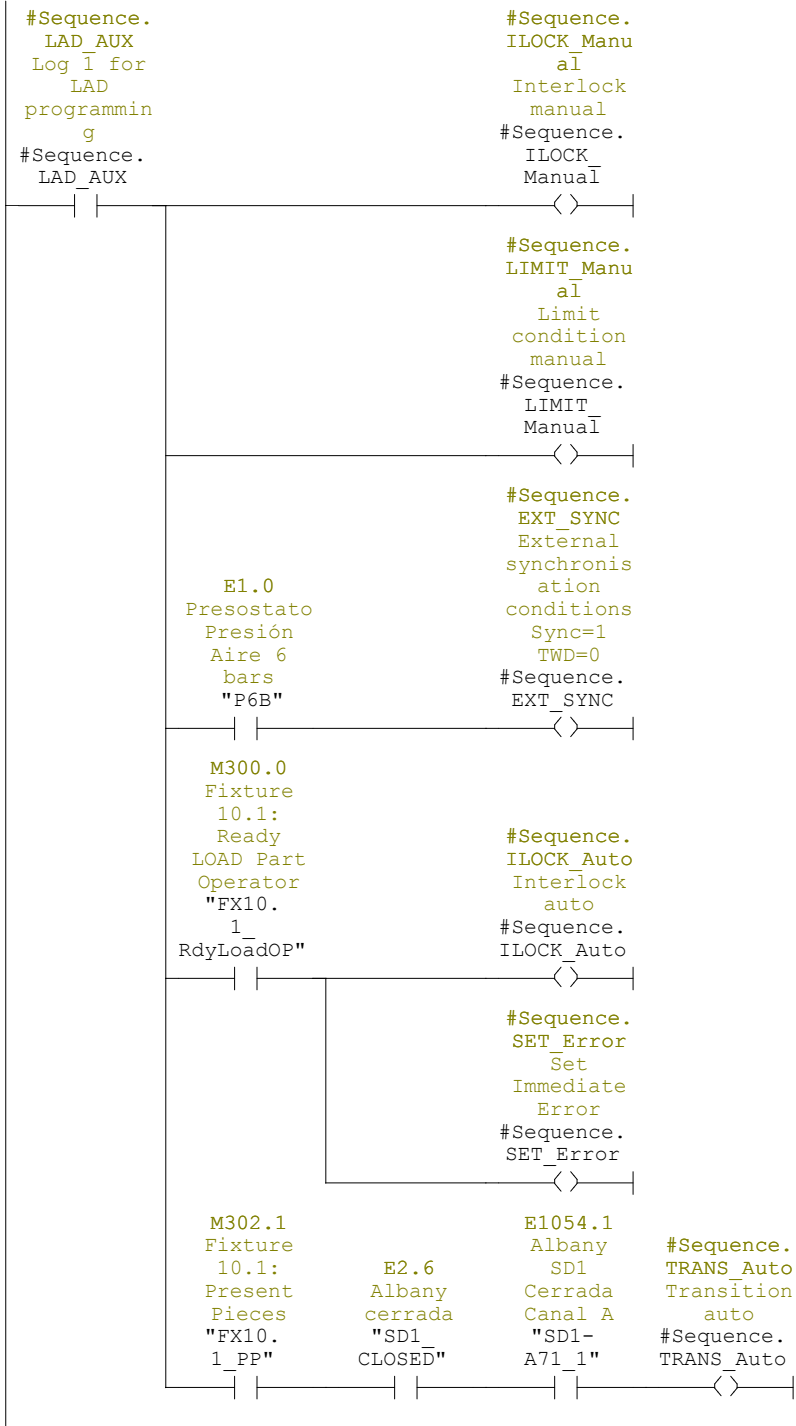 #Sequence.
LAD_AUX
Log 1 for
LAD
programmin
g
#Sequence.
LAD_AUX
#Sequence.
ILOCK_Manu
al
Interlock
manual
#Sequence.
ILOCK_
Manual
#Sequence.
LIMIT_Manu
al
Limit
condition
manual
#Sequence.
LIMIT_
Manual
E1.0
Presostato
Presión
Aire 6
bars
"P6B"
#Sequence.
EXT_SYNC
External
synchronis
ation
conditions
Sync=1
TWD=0
#Sequence.
EXT_SYNC
M300.0
Fixture
10.1:
Ready
LOAD Part
Operator
"FX10.
1_
RdyLoadOP"
#Sequence.
ILOCK_Auto
Interlock
auto
#Sequence.
ILOCK_Auto
#Sequence.
SET_Error
Set
Immediate
Error
#Sequence.
SET_Error
M302.1
Fixture
10.1:
Present
Pieces
"FX10.
1_PP"
E2.6
Albany
cerrada
"SD1_
CLOSED"
E1054.1
Albany
SD1
Cerrada
Canal A
"SD1-
A71_1"
#Sequence.
TRANS_Auto
Transition
auto
#Sequence.
TRANS_Auto